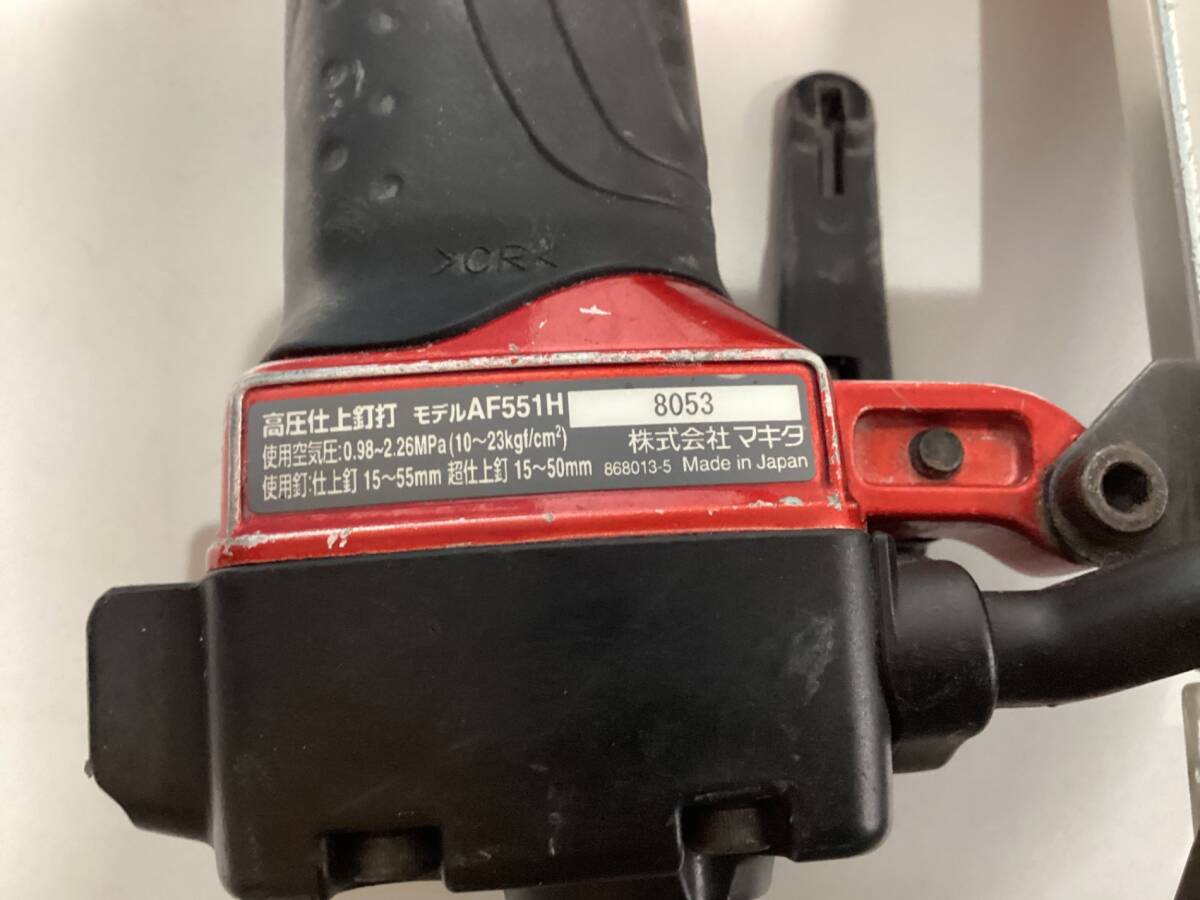 >CR<
高圧仕上釘打 モデルAF551H 8053
使用空気圧:0.98~2.26MPa(10~23kgf/cm²) 株式会社マキタ
使用釘:仕上釘 15~55mm 超仕上釘 15~50mm 868013-5 Made in Japan